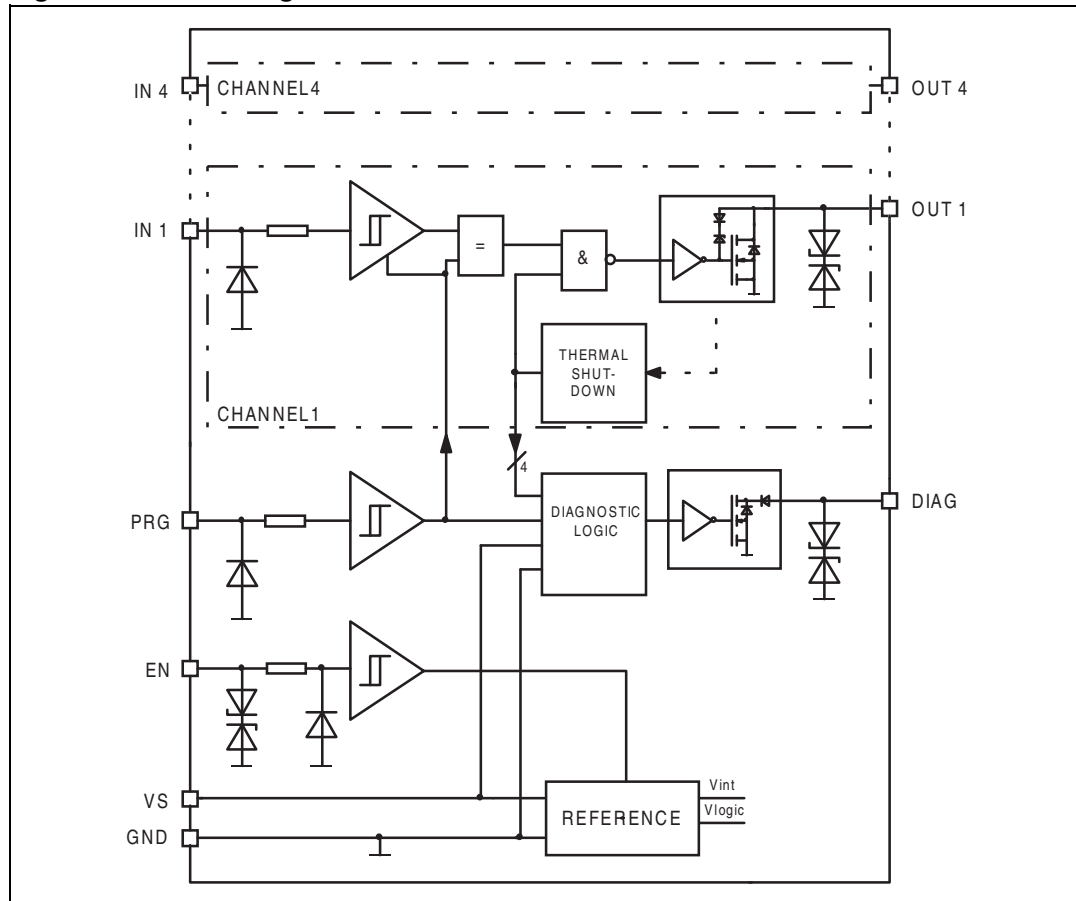 IN 4
CHANNEL4
OUT 4
IN 1
=
&
OUT 1
THERMAL
SHUT-
DOWN
CHANNEL1
4
PRG
DIAGNOSTIC
LOGIC
DIAG
EN
VS
GND
REFERENCE
Vint
Vlogic